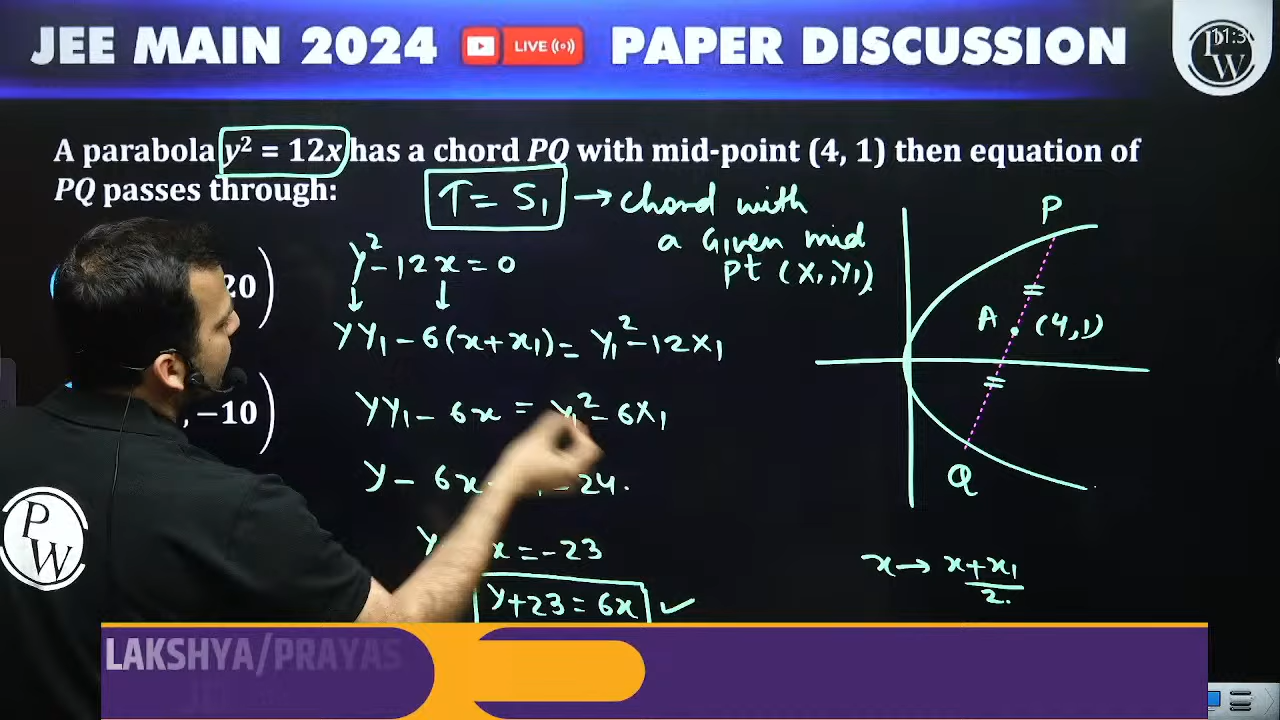 JEE MAIN 2024 LIVE PAPER DISCUSSION
PW
A parabola y² = 12x has a chord PQ with mid-point (4, 1) then equation of
PQ passes through:
T = S₁ → chord with
a Given mid
pt (x₁, y₁)
20)
, −10)
y² − 12x = 0
yy₁ − 6(x + x₁) = y₁² − 12x₁
yy₁ − 6x = y₁² − 6x₁
y − 6x − 24.
y x = −23
y + 23 = 6x ✓
P
A (4, 1)
Q
x → x + x₁ / 2.
PW
LAKSHYA/PRAYAS